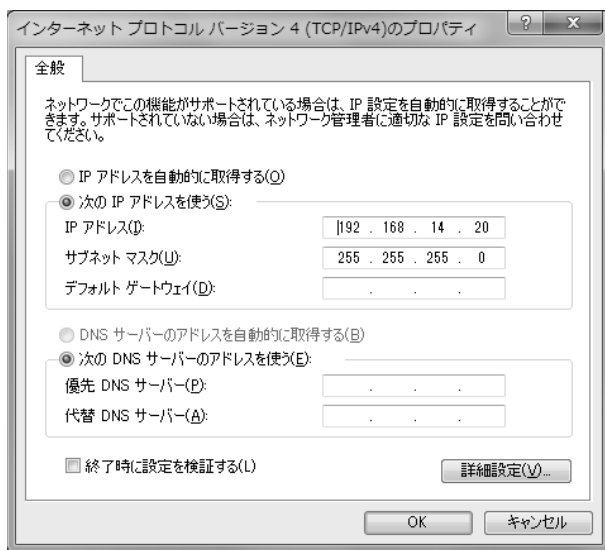 インターネット プロトコル バージョン 4 (TCP/IPv4)のプロパティ
全般
ネットワークでこの機能がサポートされている場合は、IP 設定を自動的に取得することがで
きます。サポートされていない場合は、ネットワーク管理者に適切な IP 設定を問い合わせ
てください。
IP アドレスを自動的に取得する(O)
次の IP アドレスを使う(S):
IP アドレス(I): 192 . 168 . 14 . 20
サブネット マスク(U): 255 . 255 . 255 . 0
デフォルト ゲートウェイ(D): . . .
DNS サーバーのアドレスを自動的に取得する(B)
次の DNS サーバーのアドレスを使う(E):
優先 DNS サーバー(P): . . .
代替 DNS サーバー(A): . . .
終了時に設定を検証する(L)
詳細設定(V)...
OK キャンセル